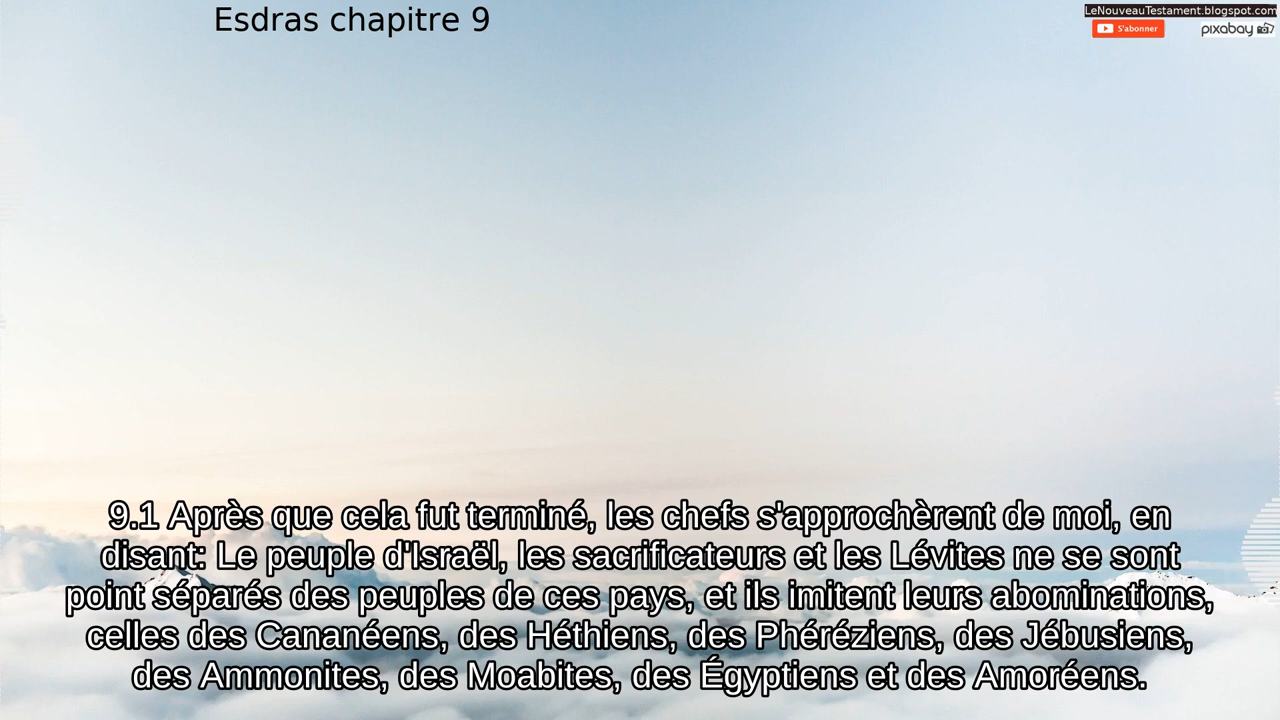 Esdras chapitre 9
LeNouveauTestament.blogspot.com
S'abonner
pixabay
9.1 Après que cela fut terminé, les chefs s'approchèrent de moi, en
disant: Le peuple d'Israël, les sacrificateurs et les Lévites ne se sont
point séparés des peuples de ces pays, et ils imitent leurs abominations,
celles des Cananéens, des Héthiens, des Phéréziens, des Jébusiens,
des Ammonites, des Moabites, des Égyptiens et des Amoréens.